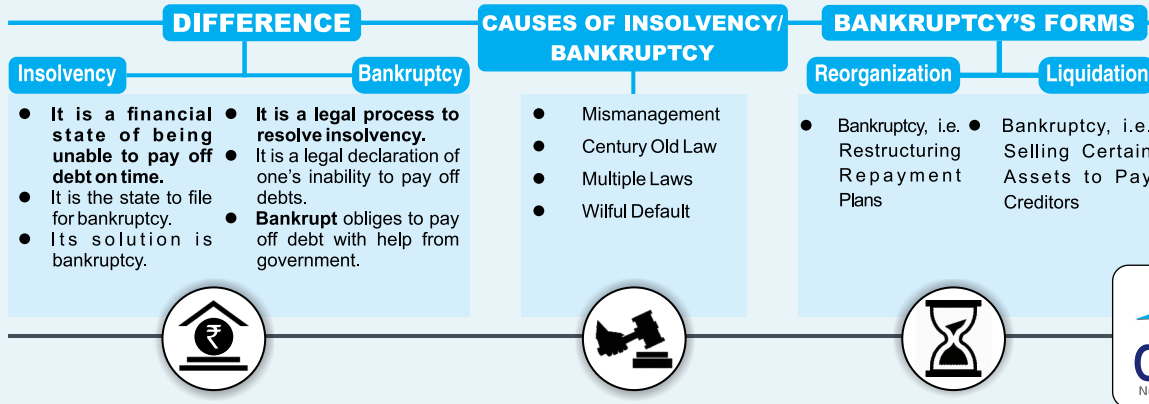 DIFFERENCE
Insolvency
Bankruptcy
● It is a financial
state of being
unable to pay off
debt on time.
● It is the state to file
for bankruptcy.
● Its solution is
bankruptcy.
● It is a legal process to
resolve insolvency.
● It is a legal declaration of
one's inability to pay off
debts.
● Bankrupt obliges to pay
off debt with help from
government.
CAUSES OF INSOLVENCY/
BANKRUPTCY
● Mismanagement
● Century Old Law
● Multiple Laws
● Wilful Default
BANKRUPTCY'S FORMS
Reorganization
Liquidation
● Bankruptcy, i.e.
Restructuring
Repayment
Plans
● Bankruptcy, i.e.
Selling Certain
Assets to Pay
Creditors
₹